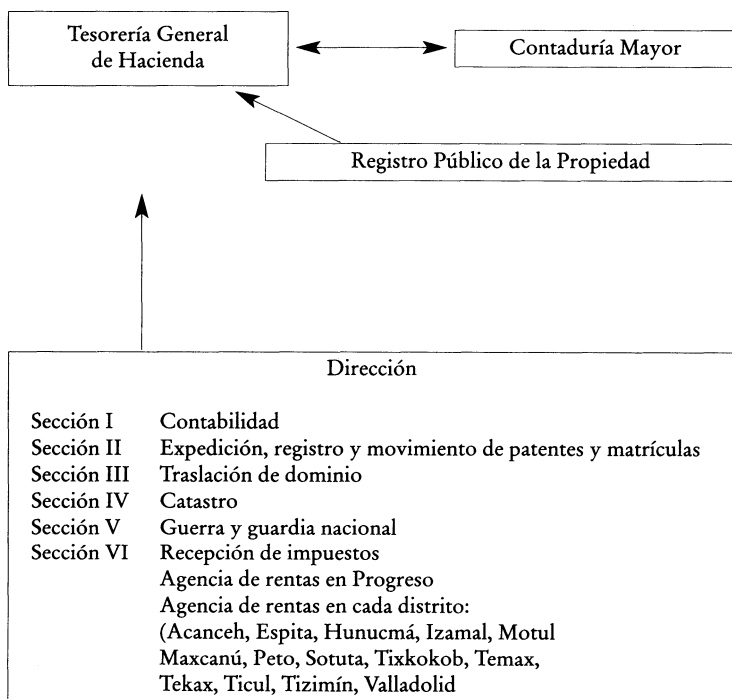 Tesorería General
de Hacienda
Contaduría Mayor
Registro Público de la Propiedad
Dirección
Sección I Contabilidad
Sección II Expedición, registro y movimiento de patentes y matrículas
Sección III Traslación de dominio
Sección IV Catastro
Sección V Guerra y guardia nacional
Sección VI Recepción de impuestos
Agencia de rentas en Progreso
Agencia de rentas en cada distrito:
(Acanceh, Espita, Hunucmá, Izamal, Motul
Maxcanú, Peto, Sotuta, Tixkokob, Temax,
Tekax, Ticul, Tizimín, Valladolid